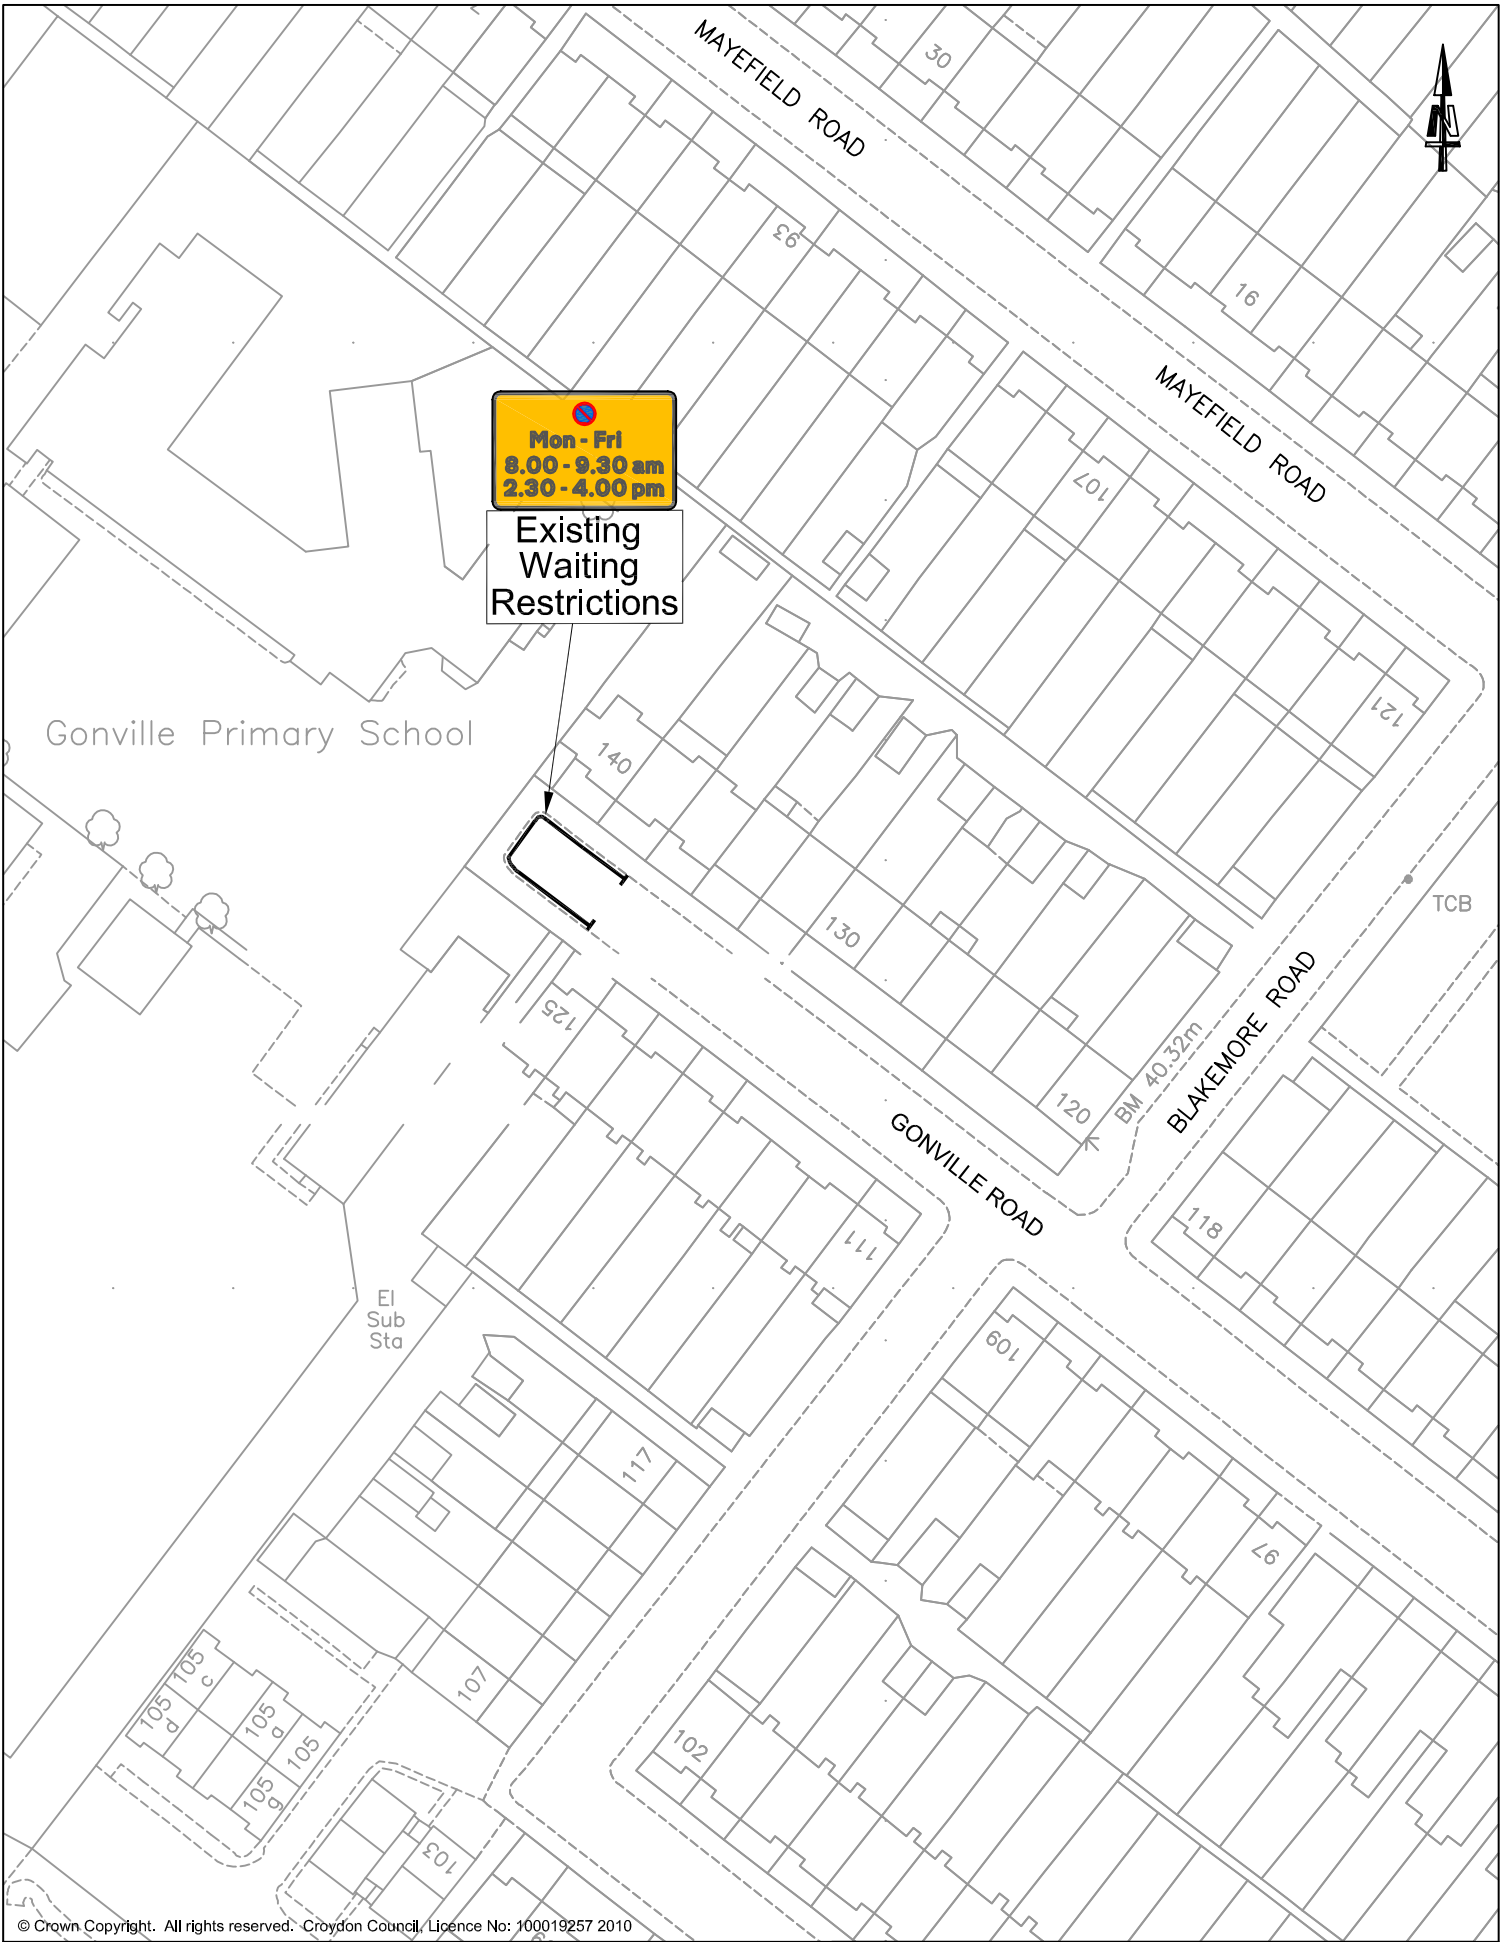 MAYEFIELD ROAD
30
N
93
16
MAYEFIELD ROAD
Mon - Fri
8.00 - 9.30 am
2.30 - 4.00 pm
107
Existing
Waiting
Restrictions
121
Gonville Primary School
140
TCB
130
125
BLAKEMORE ROAD
BM 40.32m
120
GONVILLE ROAD
118
111
El
Sub
Sta
109
117
97
107
105
c
105
d
105
a
105
105
g
102
103
© Crown Copyright. All rights reserved. Croydon Council, Licence No: 100019257 2010